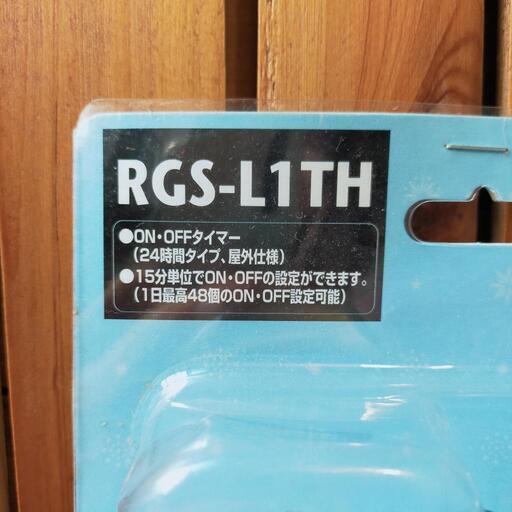 RGS-L1TH
●ON・OFFタイマー
(24時間タイプ、屋外仕様)
●15分単位でON・OFFの設定ができます。
(1日最高48個のON・OFF設定可能)